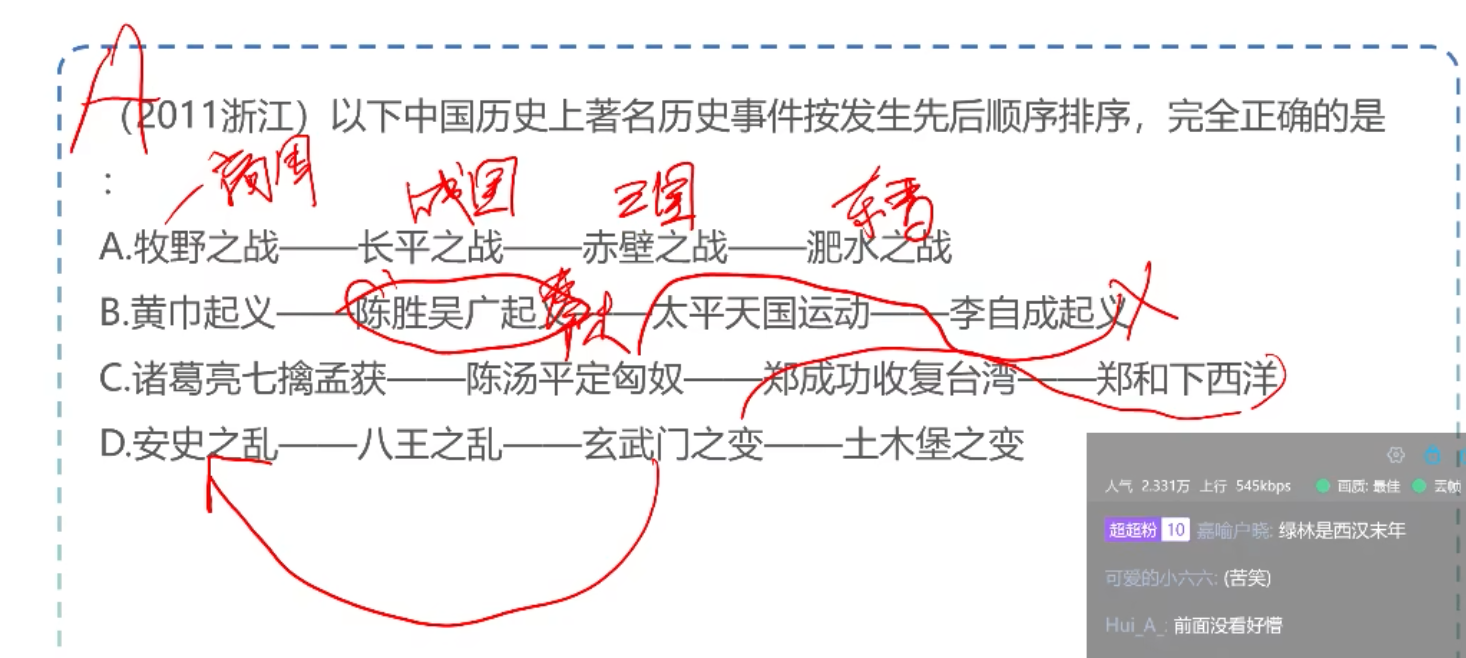 A
（2011浙江）以下中国历史上著名历史事件按发生先后顺序排序，完全正确的是
：
商周 战国 三国 东晋
A.牧野之战——长平之战——赤壁之战——淝水之战
B.黄巾起义——陈胜吴广起义——太平天国运动——李自成起义
秦末
C.诸葛亮七擒孟获——陈汤平定匈奴——郑成功收复台湾——郑和下西洋
D.安史之乱——八王之乱——玄武门之变——土木堡之变
人气 2.331万 上行 545kbps 画质: 最佳 丢帧
超超粉 10 嘉喻户晓: 绿林是西汉末年
可爱的小六六: (苦笑)
Hui_A_: 前面没看好懵